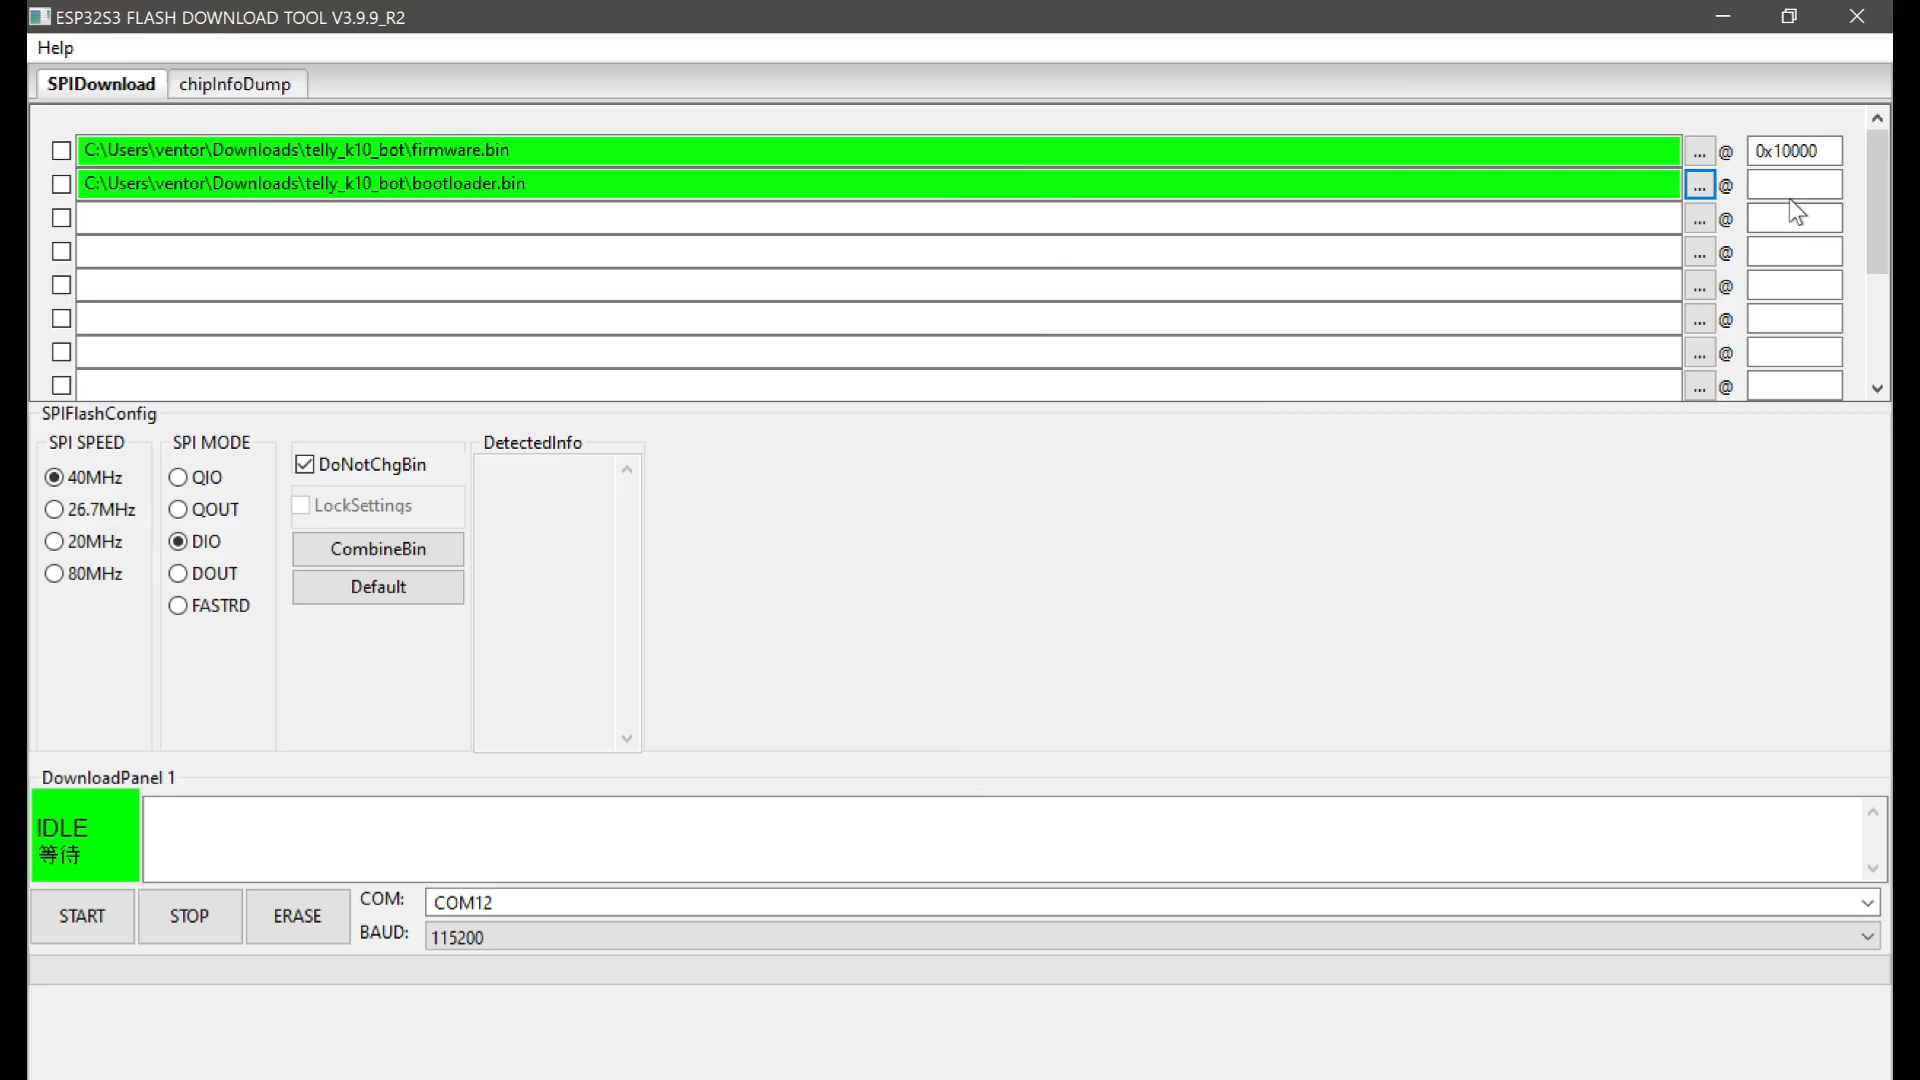 ESP32S3 FLASH DOWNLOAD TOOL V3.9.9_R2
Help
SPIDownload chipInfoDump
C:\Users\ventor\Downloads\telly_k10_bot\firmware.bin ... @ 0x10000
C:\Users\ventor\Downloads\telly_k10_bot\bootloader.bin ... @
... @
... @
... @
... @
... @
... @
SPIFlashConfig
SPI SPEED
40MHz
26.7MHz
20MHz
80MHz
SPI MODE
QIO
QOUT
DIO
DOUT
FASTRD
DoNotChgBin
LockSettings
CombineBin
Default
DetectedInfo
DownloadPanel 1
IDLE
等待
START STOP ERASE
COM: COM12
BAUD: 115200